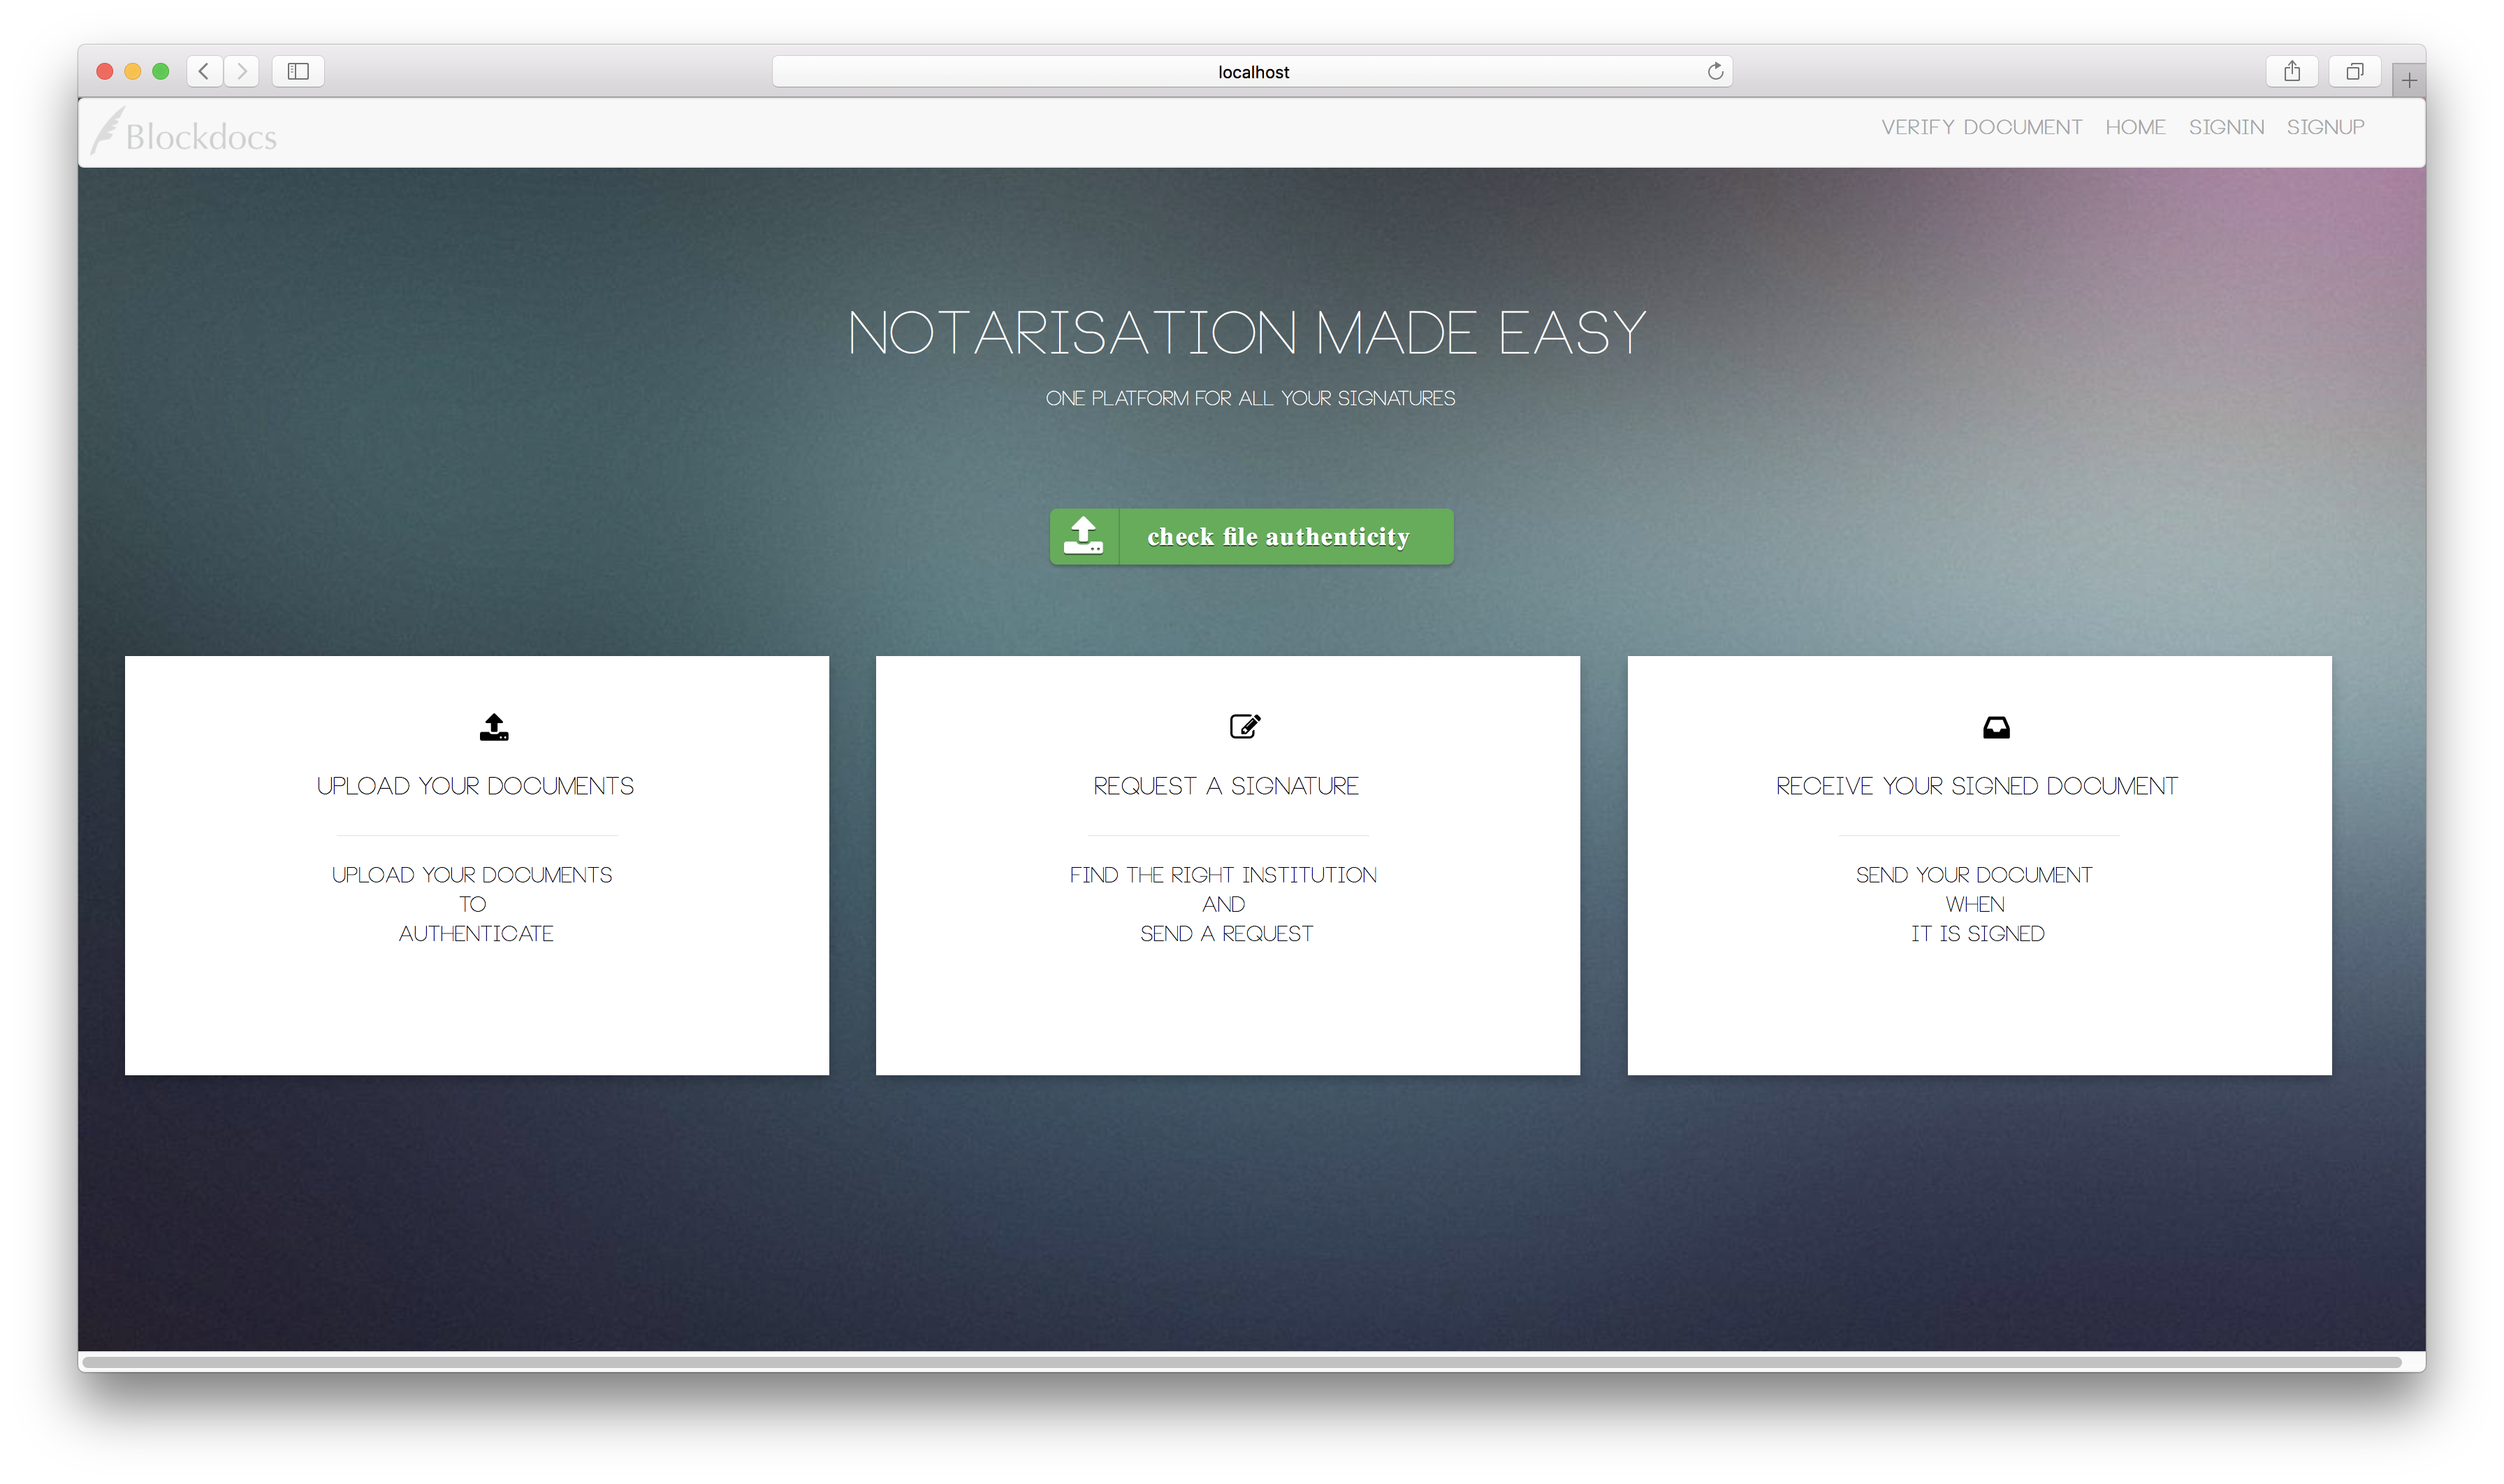 localhost
Blockdocs
VERIFY DOCUMENT HOME SIGNIN SIGNUP
NOTARISATION MADE EASY
ONE PLATFORM FOR ALL YOUR SIGNATURES
check file authenticity
UPLOAD YOUR DOCUMENTS
UPLOAD YOUR DOCUMENTS
TO
AUTHENTICATE
REQUEST A SIGNATURE
FIND THE RIGHT INSTITUTION
AND
SEND A REQUEST
RECEIVE YOUR SIGNED DOCUMENT
SEND YOUR DOCUMENT
WHEN
IT IS SIGNED